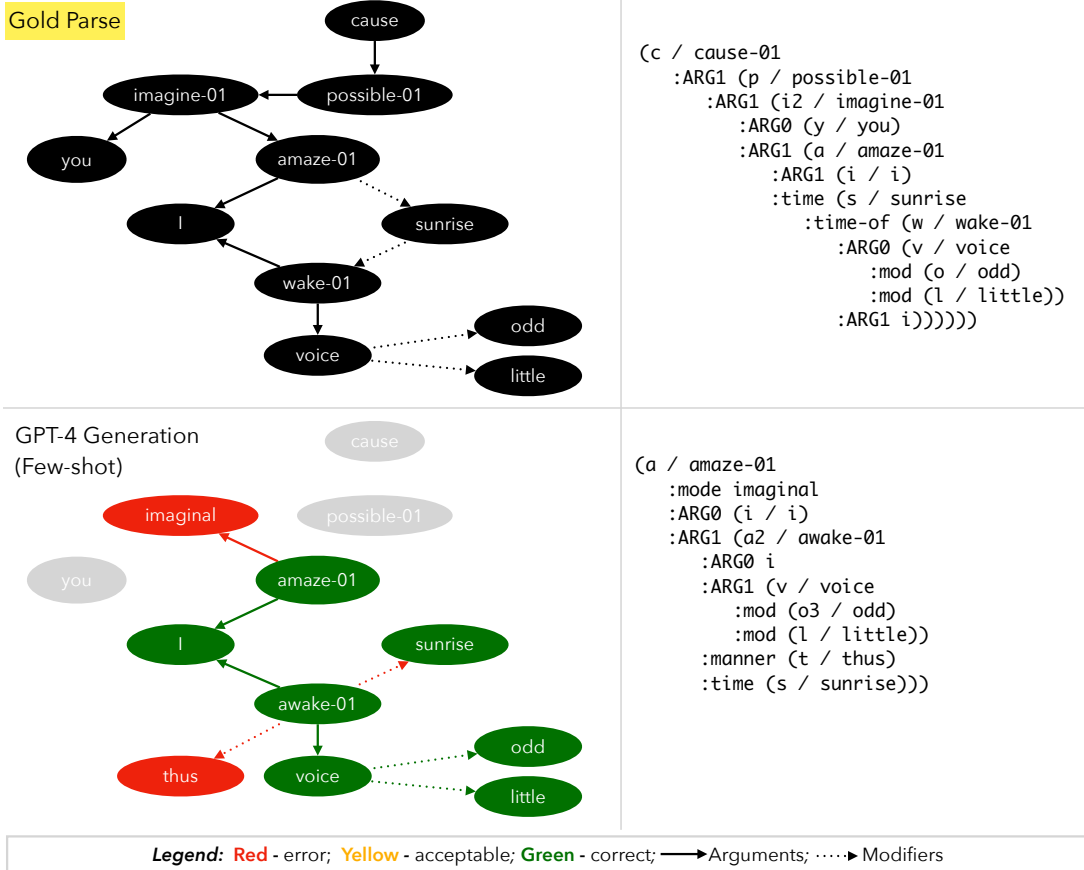 Gold Parse
cause
imagine-01
possible-01
you
amaze-01
I
sunrise
wake-01
voice
odd
little
(c / cause-01
:ARG1 (p / possible-01
:ARG1 (i2 / imagine-01
:ARG0 (y / you)
:ARG1 (a / amaze-01
:ARG1 (i / i)
:time (s / sunrise
:time-of (w / wake-01
:ARG0 (v / voice
:mod (o / odd)
:mod (l / little))
:ARG1 i))))))
GPT-4 Generation
(Few-shot)
cause
imaginal
possible-01
you
amaze-01
I
sunrise
awake-01
thus
voice
odd
little
(a / amaze-01
:mode imaginal
:ARG0 (i / i)
:ARG1 (a2 / awake-01
:ARG0 i
:ARG1 (v / voice
:mod (o3 / odd)
:mod (l / little))
:manner (t / thus)
:time (s / sunrise)))
Legend: Red - error; Yellow - acceptable; Green - correct; Arguments; Modifiers